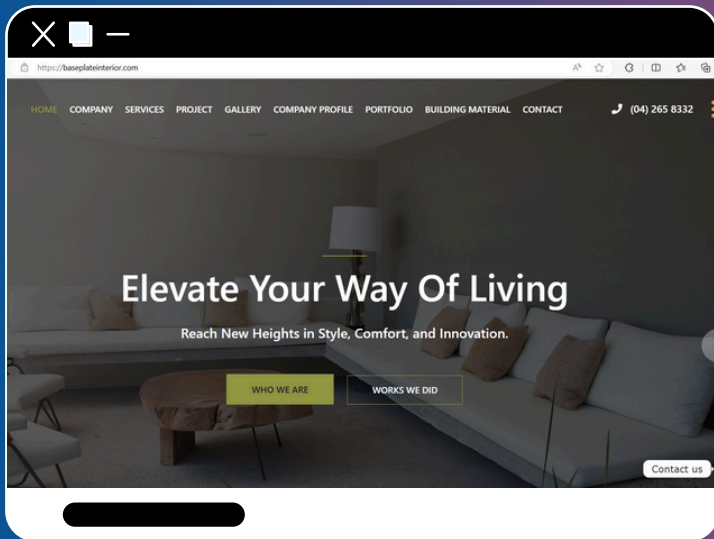 https://baseplateinterior.com
HOME COMPANY SERVICES PROJECT GALLERY COMPANY PROFILE PORTFOLIO BUILDING MATERIAL CONTACT (04) 265 8332
Elevate Your Way Of Living
Reach New Heights in Style, Comfort, and Innovation.
WHO WE ARE WORKS WE DID
Contact us